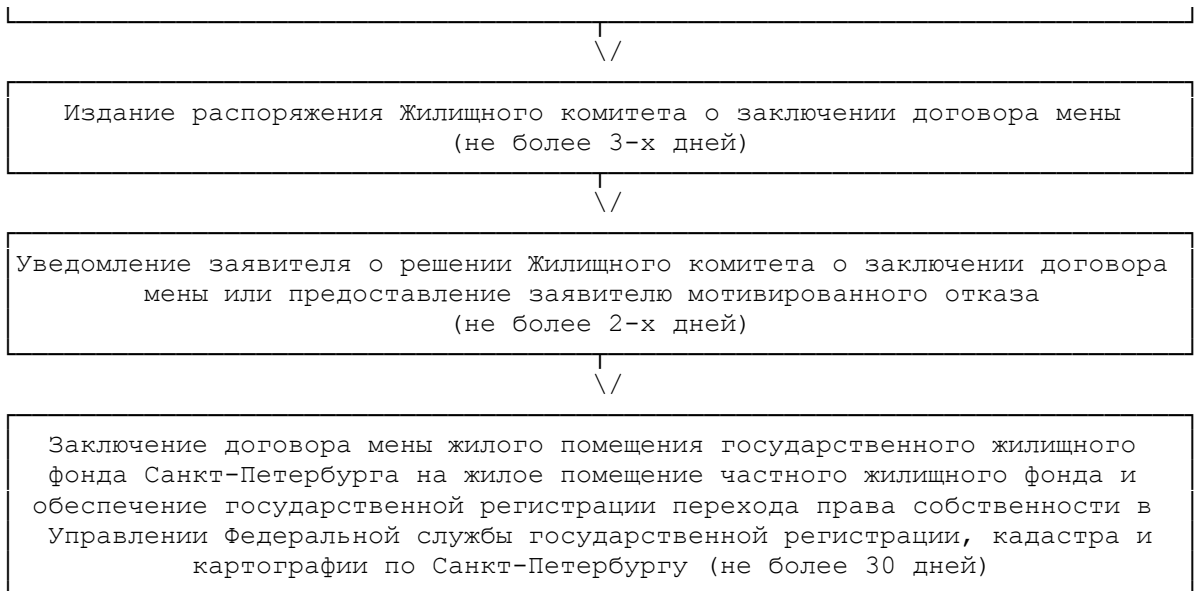 \/
Издание распоряжения Жилищного комитета о заключении договора мены
(не более 3-х дней)
\/
Уведомление заявителя о решении Жилищного комитета о заключении договора
мены или предоставление заявителю мотивированного отказа
(не более 2-х дней)
\/
Заключение договора мены жилого помещения государственного жилищного
фонда Санкт-Петербурга на жилое помещение частного жилищного фонда и
обеспечение государственной регистрации перехода права собственности в
Управлении Федеральной службы государственной регистрации, кадастра и
картографии по Санкт-Петербургу (не более 30 дней)